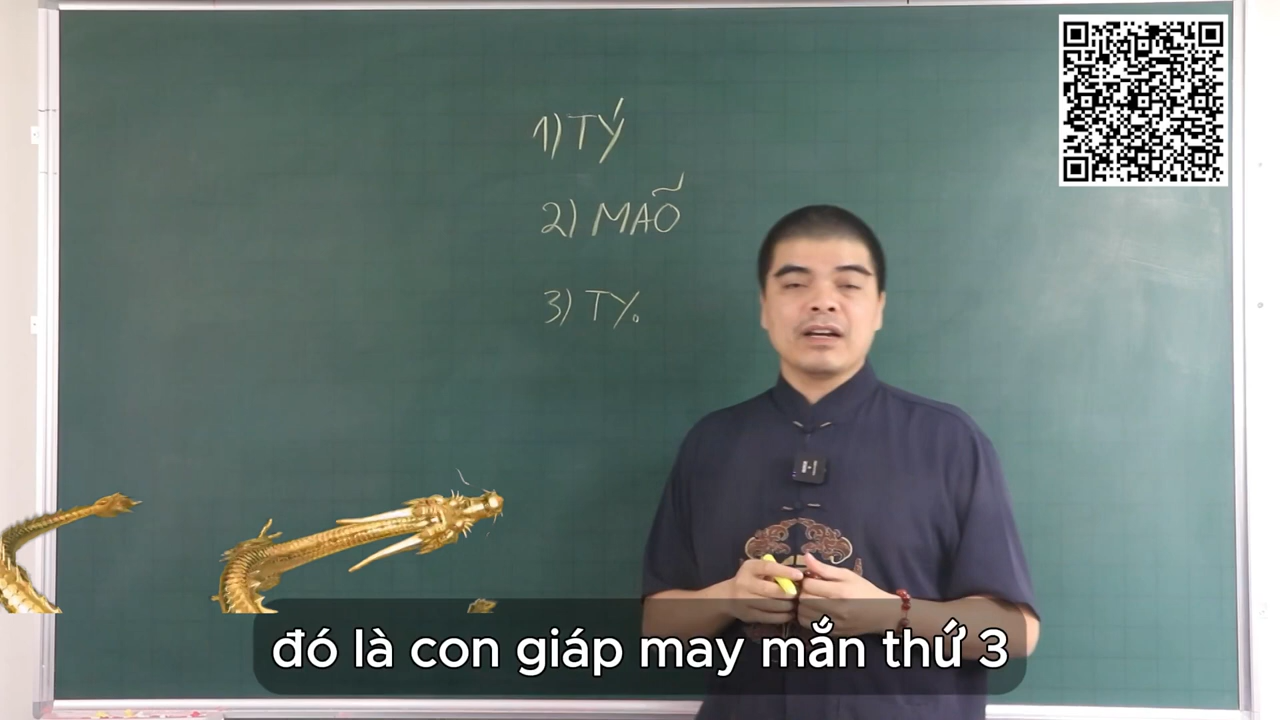 1) TÝ
2) MÃO
3) TỴ
đó là con giáp may mắn thứ 3